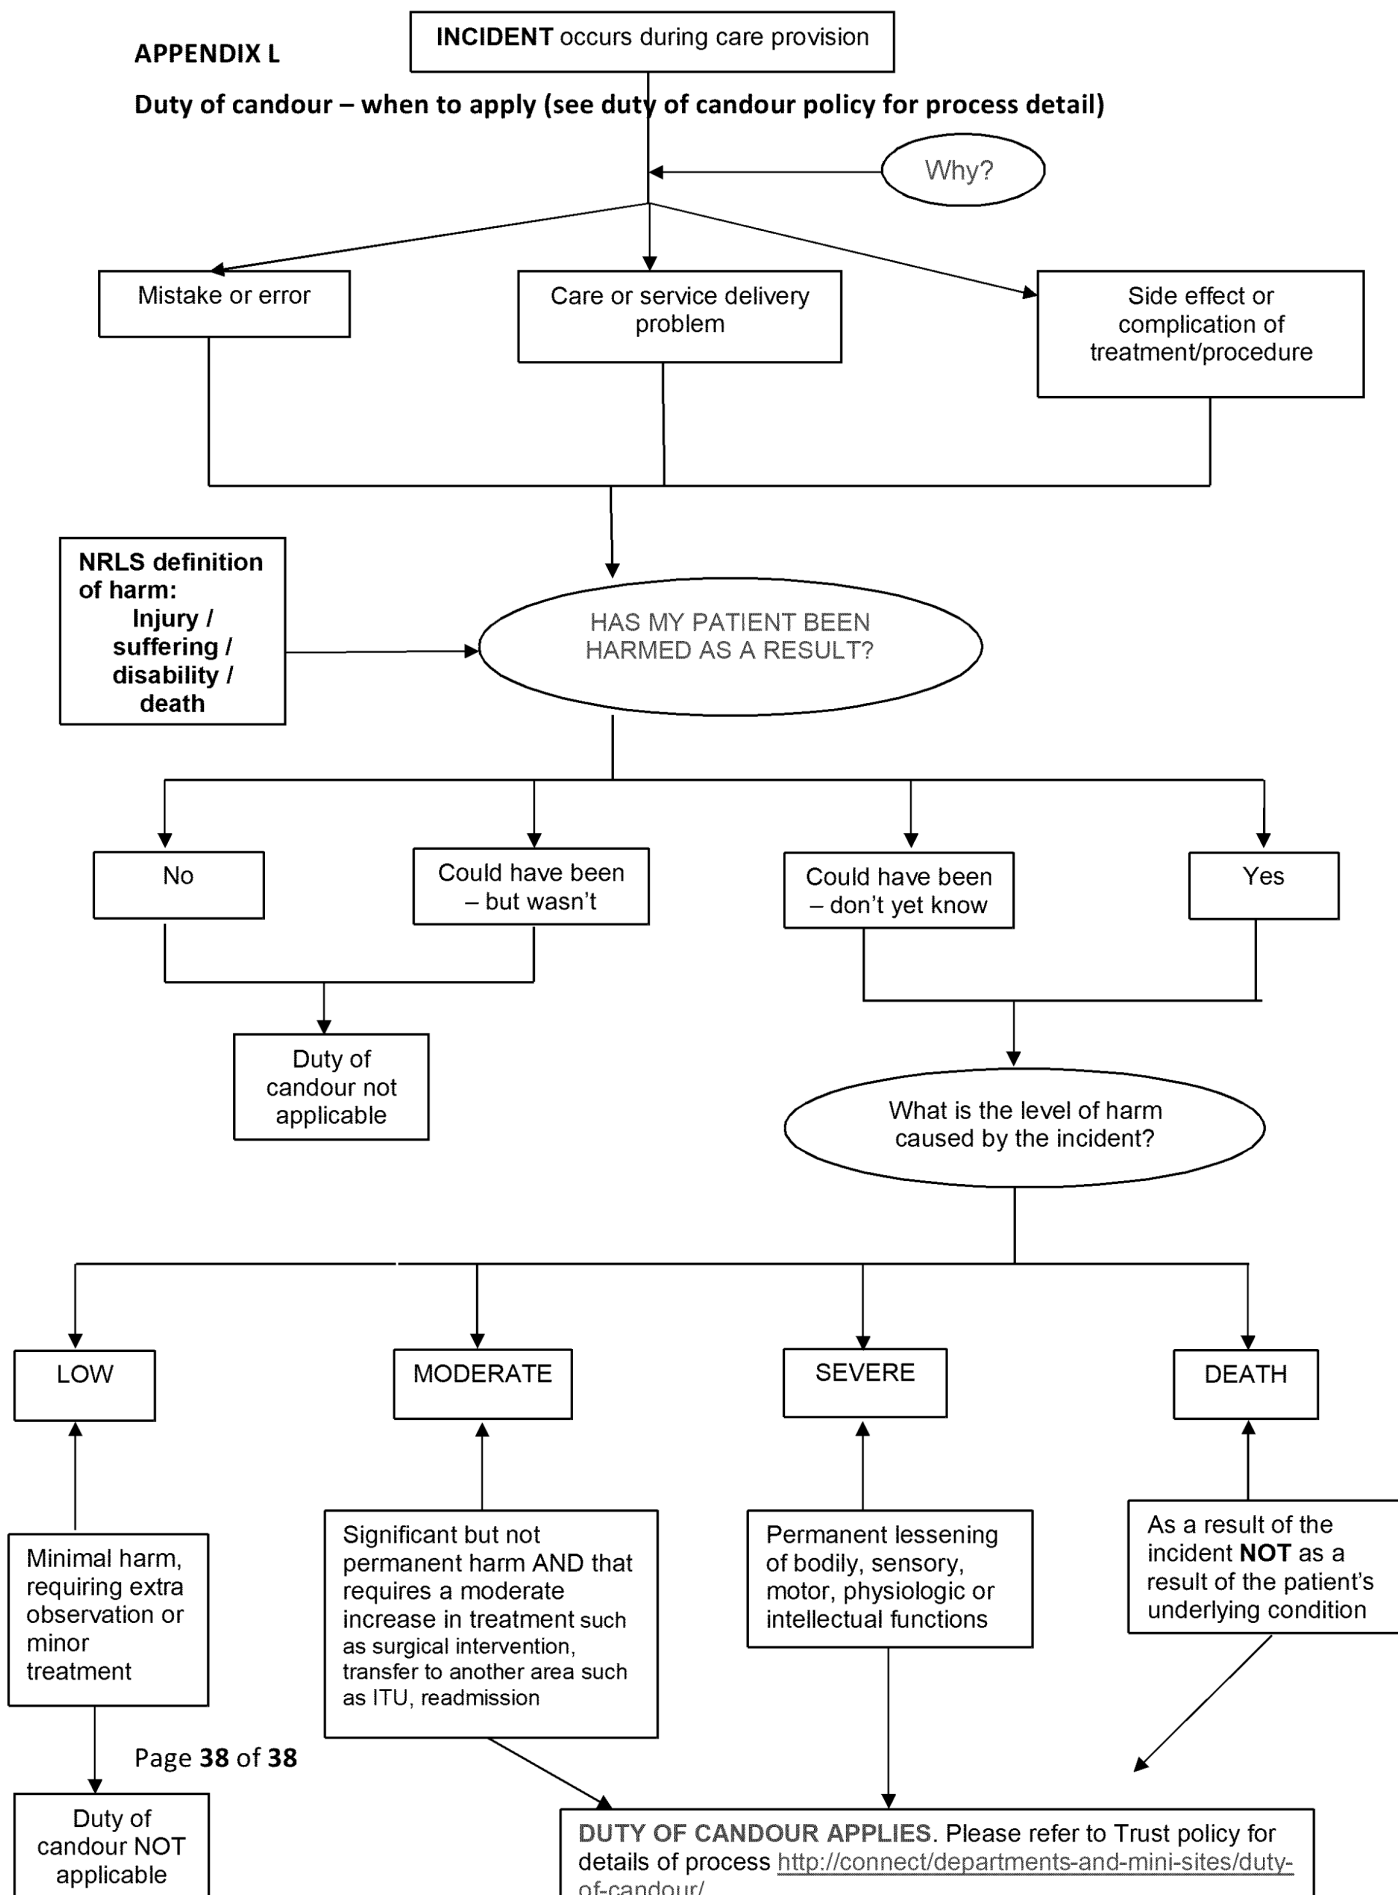 INCIDENT occurs during care provision
APPENDIX L
Duty of candour – when to apply (see duty of candour policy for process detail)
Why?
Mistake or error
Care or service delivery
problem
Side effect or
complication of
treatment/procedure
NRLS definition
of harm:
Injury /
suffering /
disability /
death
HAS MY PATIENT BEEN
HARMED AS A RESULT?
No
Could have been
– but wasn't
Could have been
– don't yet know
Yes
Duty of
candour not
applicable
What is the level of harm
caused by the incident?
LOW
MODERATE
SEVERE
DEATH
Minimal harm,
requiring extra
observation or
minor
treatment
Significant but not
permanent harm AND that
requires a moderate
increase in treatment such
as surgical intervention,
transfer to another area such
as ITU, readmission
Permanent lessening
of bodily, sensory,
motor, physiologic or
intellectual functions
As a result of the
incident NOT as a
result of the patient's
underlying condition
Page 38 of 38
Duty of
candour NOT
applicable
DUTY OF CANDOUR APPLIES. Please refer to Trust policy for
details of process http://connect/departments-and-mini-sites/duty-
of-candour/